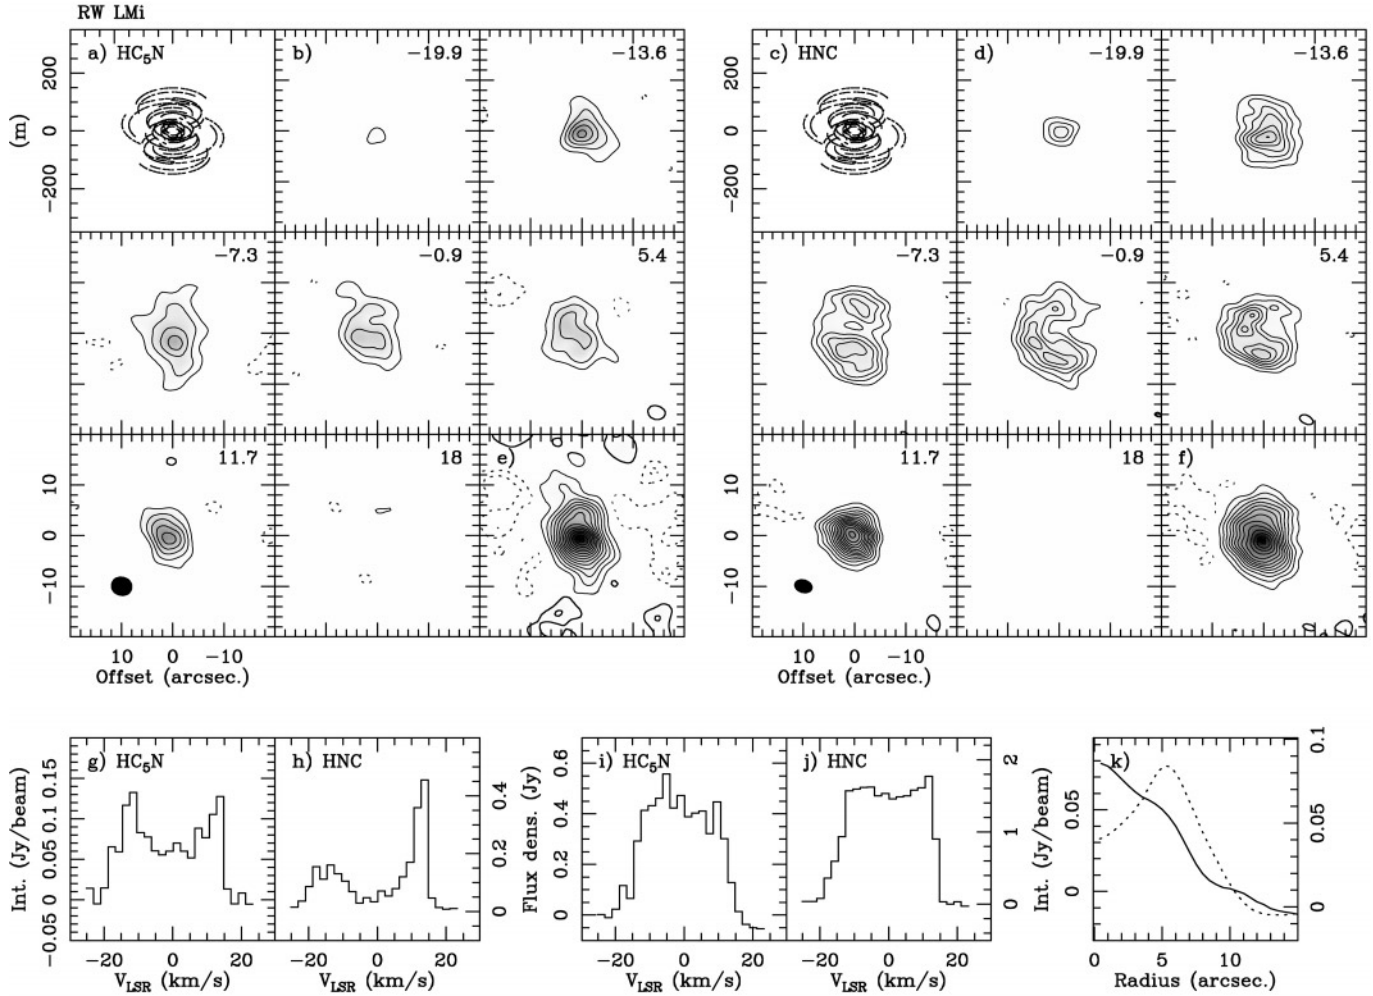 RW LMi
a) HC₅N
b) −19.9
−13.6
c) HNC
d) −19.9
−13.6
200
0
−200
(m)
−7.3
−0.9
5.4
−7.3
−0.9
5.4
11.7
18
e)
11.7
18
f)
10
0
−10
10
0
−10
10 0 −10
Offset (arcsec.)
10 0 −10
Offset (arcsec.)
200
0
−200
g) HC₅N
h) HNC
i) HC₅N
j) HNC
k)
Int. (Jy/beam)
−0.05 0 0.05 0.1 0.15
0 0.2 0.4
Flux dens. (Jy)
0 0.2 0.4 0.6
0 1 2
Int. (Jy/beam)
0 0.05
0 0.05 0.1
−20 0 20
V_LSR (km/s)
−20 0 20
V_LSR (km/s)
−20 0 20
V_LSR (km/s)
−20 0 20
V_LSR (km/s)
0 5 10
Radius (arcsec.)